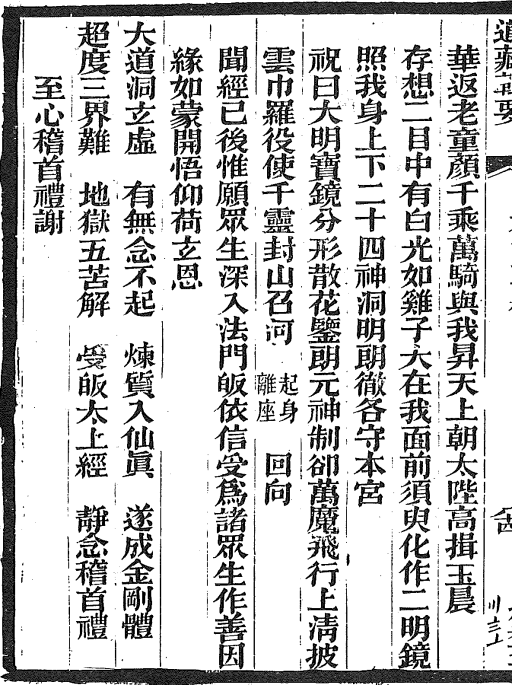 道藏輯要
華返老童顏千乘萬騎與我昇天上朝太陛高揖玉晨
存想二目中有白光如雞子大在我面前須臾化作二明鏡
照我身上下二十四神洞明朗徹各守本宮
祝曰大明寶鏡分形散花鑒朗元神制卻萬魔飛行上清披
雲巾羅役使千靈封山召河 起身離座 回向
聞經已後惟願眾生深入法門皈依信受為諸眾生作善因
緣如蒙開悟仰荷玄恩
大道洞玄虛 有無念不起 煉質入仙眞 遂成金剛體
超度三界難 地獄五苦解 受皈太上經 靜念稽首禮
至心稽首禮謝